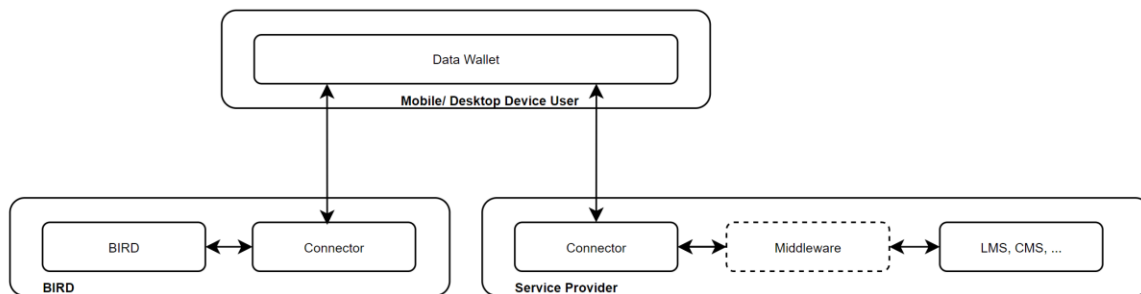 Data Wallet
Mobile/ Desktop Device User
BIRD
Connector
BIRD
Connector
Middleware
LMS, CMS, ...
Service Provider